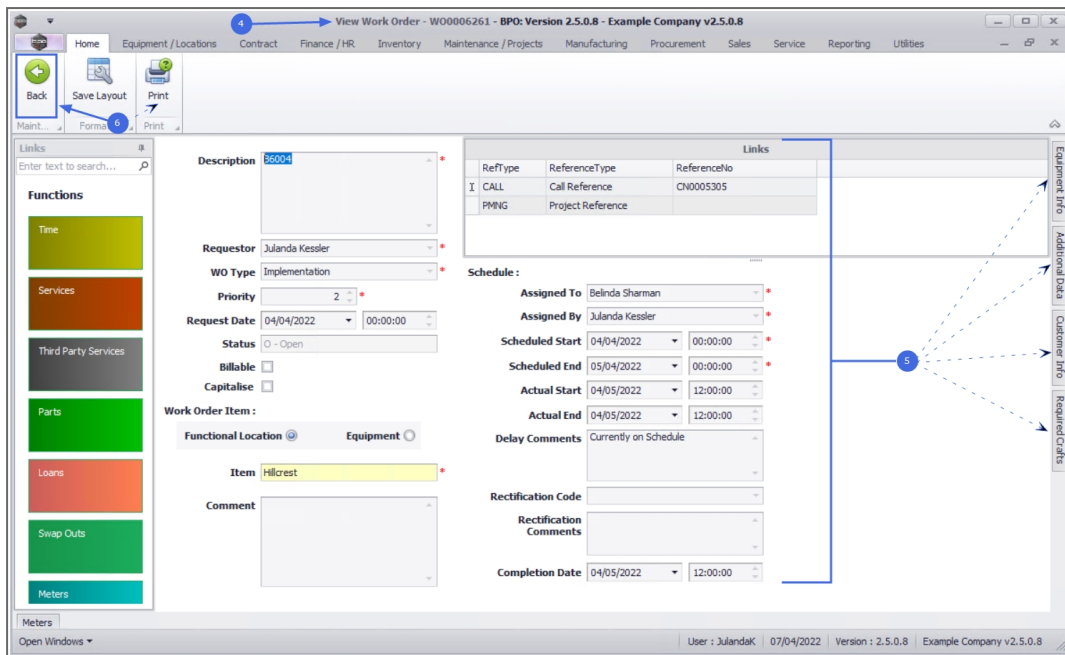 4
View Work Order - WO0006261 - BPO: Version 2.5.0.8 - Example Company v2.5.0.8
Home Equipment / Locations Contract Finance / HR Inventory Maintenance / Projects Manufacturing Procurement Sales Service Reporting Utilities
Back Save Layout Print
6
Maint... Forma Print
Links
Enter text to search...
Functions
Time
Services
Third Party Services
Parts
Loans
Swap Outs
Meters
Description 36004 *
Requestor Julanda Kessler *
WO Type Implementation *
Priority 2 *
Request Date 04/04/2022 00:00:00
Status O - Open
Billable
Capitalise
Work Order Item :
Functional Location Equipment
Item Hillcrest *
Comment
Links
RefType ReferenceType ReferenceNo
CALL Call Reference CN0005305
PMNG Project Reference
Schedule :
Assigned To Belinda Sharman *
Assigned By Julanda Kessler *
Scheduled Start 04/04/2022 00:00:00 *
Scheduled End 05/04/2022 00:00:00 *
Actual Start 04/05/2022 12:00:00
Actual End 04/05/2022 12:00:00
Delay Comments Currently on Schedule
Rectification Code
Rectification
Comments
Completion Date 04/05/2022 12:00:00
5
Equipment Info
Additional Data
Customer Info
Required Crafts
Meters
Open Windows User : JulandaK 07/04/2022 Version : 2.5.0.8 Example Company v2.5.0.8